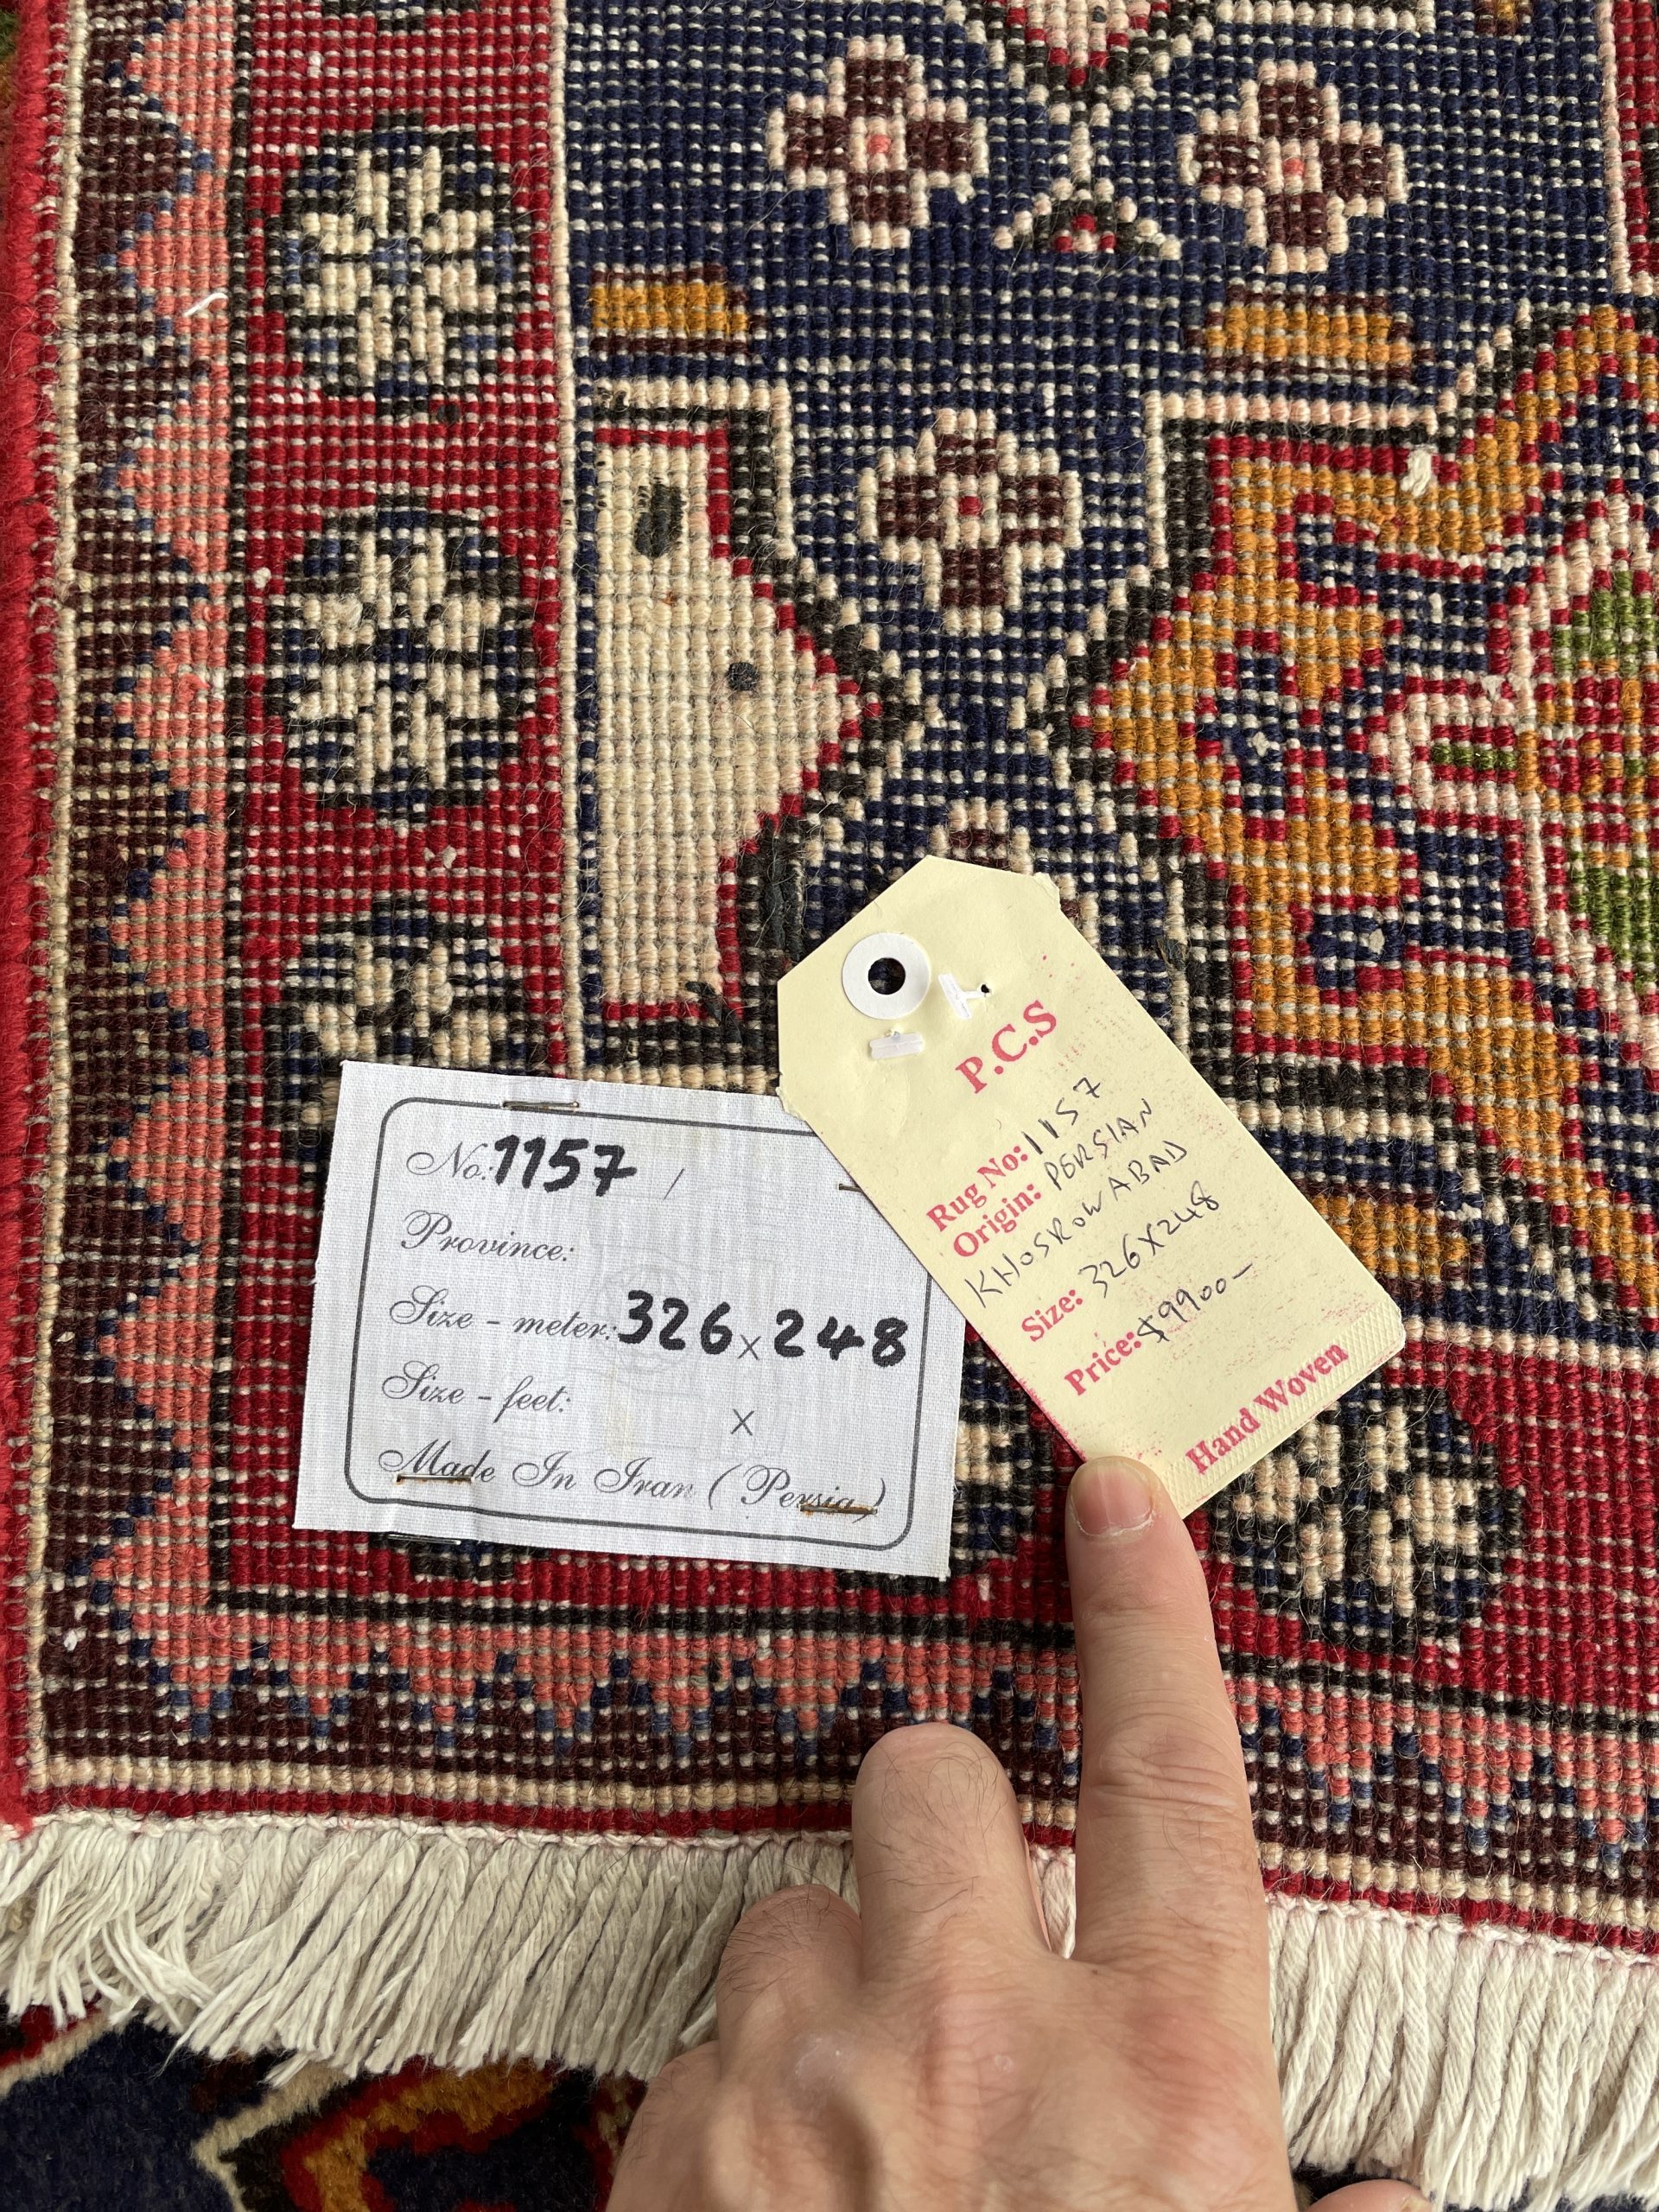 No: 1157 /
Province:
Size - meter: 326 x 248
Size - feet: x
Made In Iran ( Persia )
P.C.S
Rug No: 1157
Origin: PERSIAN
KHOSROWABAD
Size: 326x248
Price: $9900-
Hand Woven